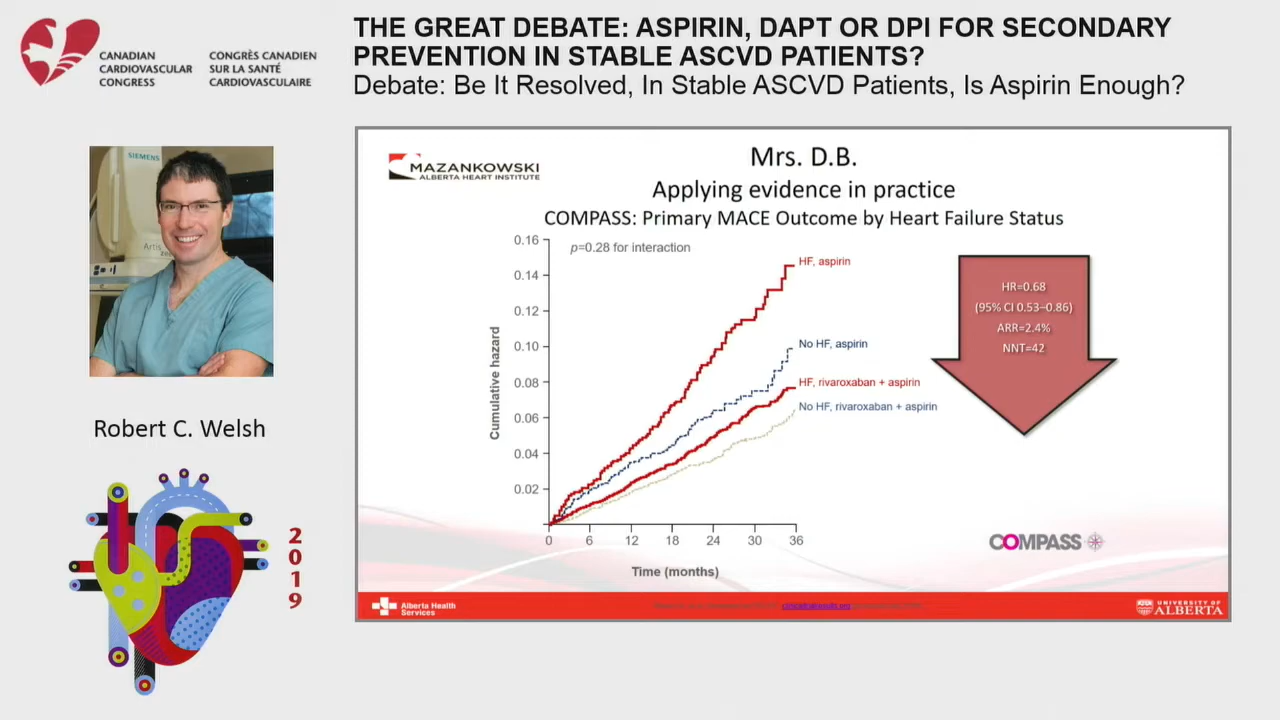 CANADIAN
CARDIOVASCULAR
CONGRESS
CONGRÈS CANADIEN
SUR LA SANTÉ
CARDIOVASCULAIRE
THE GREAT DEBATE: ASPIRIN, DAPT OR DPI FOR SECONDARY
PREVENTION IN STABLE ASCVD PATIENTS?
Debate: Be It Resolved, In Stable ASCVD Patients, Is Aspirin Enough?
SIEMENS
Artis
Robert C. Welsh
2019
MAZANKOWSKI
ALBERTA HEART INSTITUTE
Mrs. D.B.
Applying evidence in practice
COMPASS: Primary MACE Outcome by Heart Failure Status
p=0.28 for interaction
Cumulative hazard
0.16
0.14
0.12
0.10
0.08
0.06
0.04
0.02
HF, aspirin
No HF, aspirin
HF, rivaroxaban + aspirin
No HF, rivaroxaban + aspirin
0 6 12 18 24 30 36
Time (months)
HR=0.68
(95% CI 0.53–0.86)
ARR=2.4%
NNT=42
COMPASS
Alberta Health
Services
UNIVERSITY OF
ALBERTA